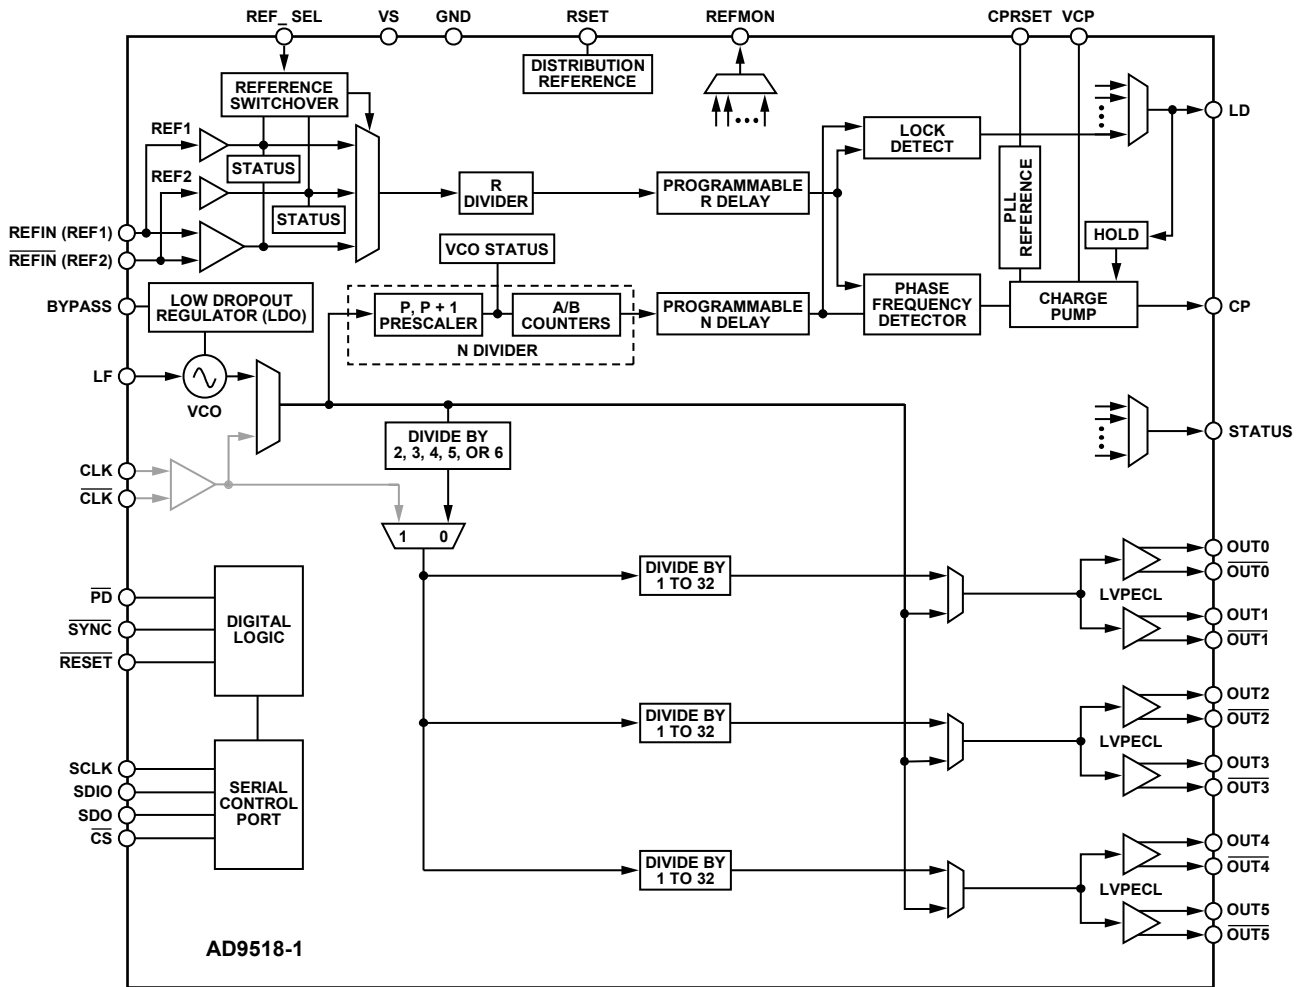 REF_ SEL
VS
GND
RSET
REFMON
CPRSET
VCP
DISTRIBUTION
REFERENCE
REFERENCE
SWITCHOVER
REF1
STATUS
REF2
STATUS
R
DIVIDER
PROGRAMMABLE
R DELAY
LOCK
DETECT
LD
PLL
REFERENCE
HOLD
REFIN (REF1)
REFIN (REF2)
BYPASS
LOW DROPOUT
REGULATOR (LDO)
VCO STATUS
P, P + 1
PRESCALER
A/B
COUNTERS
N DIVIDER
PROGRAMMABLE
N DELAY
PHASE
FREQUENCY
DETECTOR
CHARGE
PUMP
CP
LF
VCO
STATUS
DIVIDE BY
2, 3, 4, 5, OR 6
CLK
CLK
1 0
DIVIDE BY
1 TO 32
LVPECL
OUT0
OUT0
OUT1
OUT1
PD
SYNC
RESET
DIGITAL
LOGIC
DIVIDE BY
1 TO 32
LVPECL
OUT2
OUT2
OUT3
OUT3
SCLK
SDIO
SDO
CS
SERIAL
CONTROL
PORT
DIVIDE BY
1 TO 32
LVPECL
OUT4
OUT4
OUT5
OUT5
AD9518-1